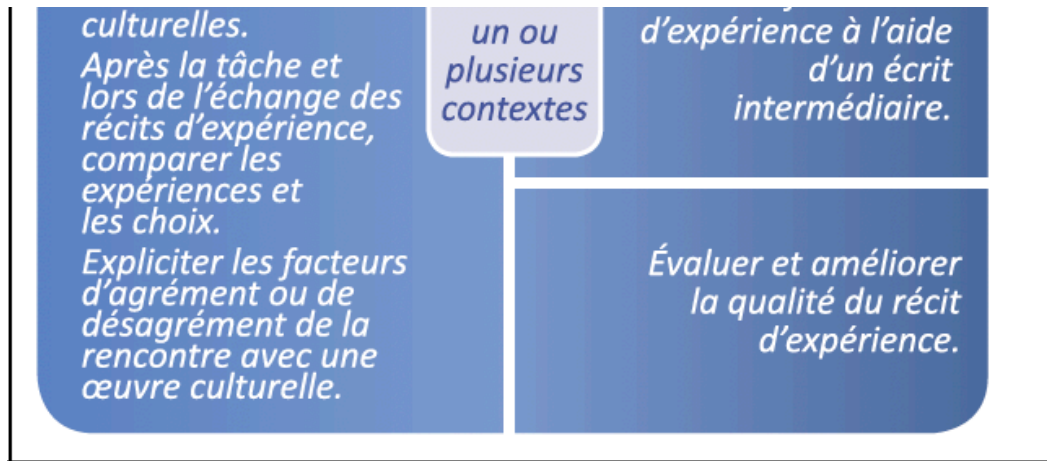 culturelles.
Après la tâche et
lors de l'échange des
récits d'expérience,
comparer les
expériences et
les choix.
Expliciter les facteurs
d'agrément ou de
désagrément de la
rencontre avec une
œuvre culturelle.
un ou
plusieurs
contextes
d'expérience à l'aide
d'un écrit
intermédiaire.
Évaluer et améliorer
la qualité du récit
d'expérience.